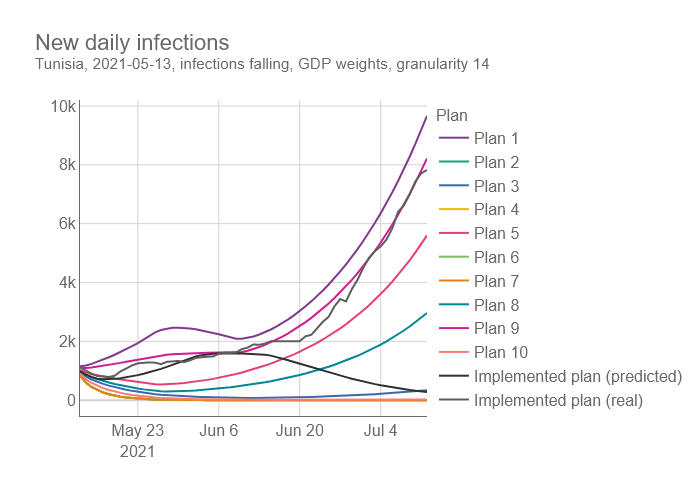 New daily infections
Tunisia, 2021-05-13, infections falling, GDP weights, granularity 14
10k
8k
6k
4k
2k
0
May 23
2021
Jun 6
Jun 20
Jul 4
Plan
Plan 1
Plan 2
Plan 3
Plan 4
Plan 5
Plan 6
Plan 7
Plan 8
Plan 9
Plan 10
Implemented plan (predicted)
Implemented plan (real)